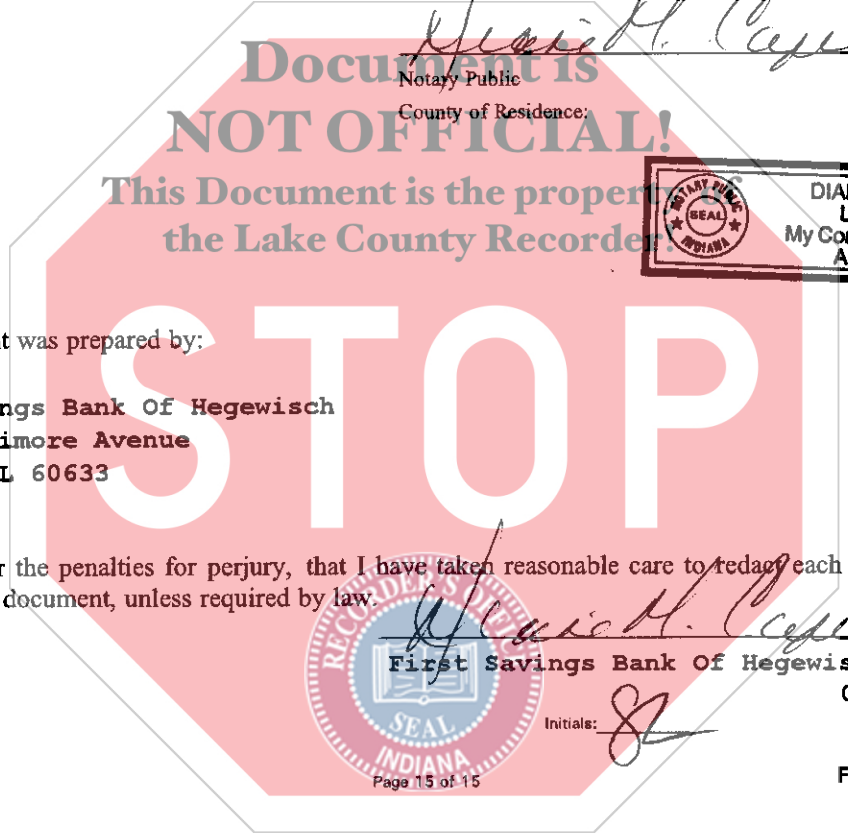 Document is
NOT OFFICIAL!
This Document is the property of
the Lake County Recorder!
Notary Public
County of Residence:
NOTARY PUBLIC
SEAL
INDIANA
DIA
L
My Co
A
t was prepared by:
ngs Bank Of Hegewisch
imore Avenue
L 60633
STOP
r the penalties for perjury, that I have taken reasonable care to redact each
document, unless required by law.
First Savings Bank Of Hegewis
RECORDER'S OFFICE
SEAL
INDIANA
Initials:
Page 15 of 15
F